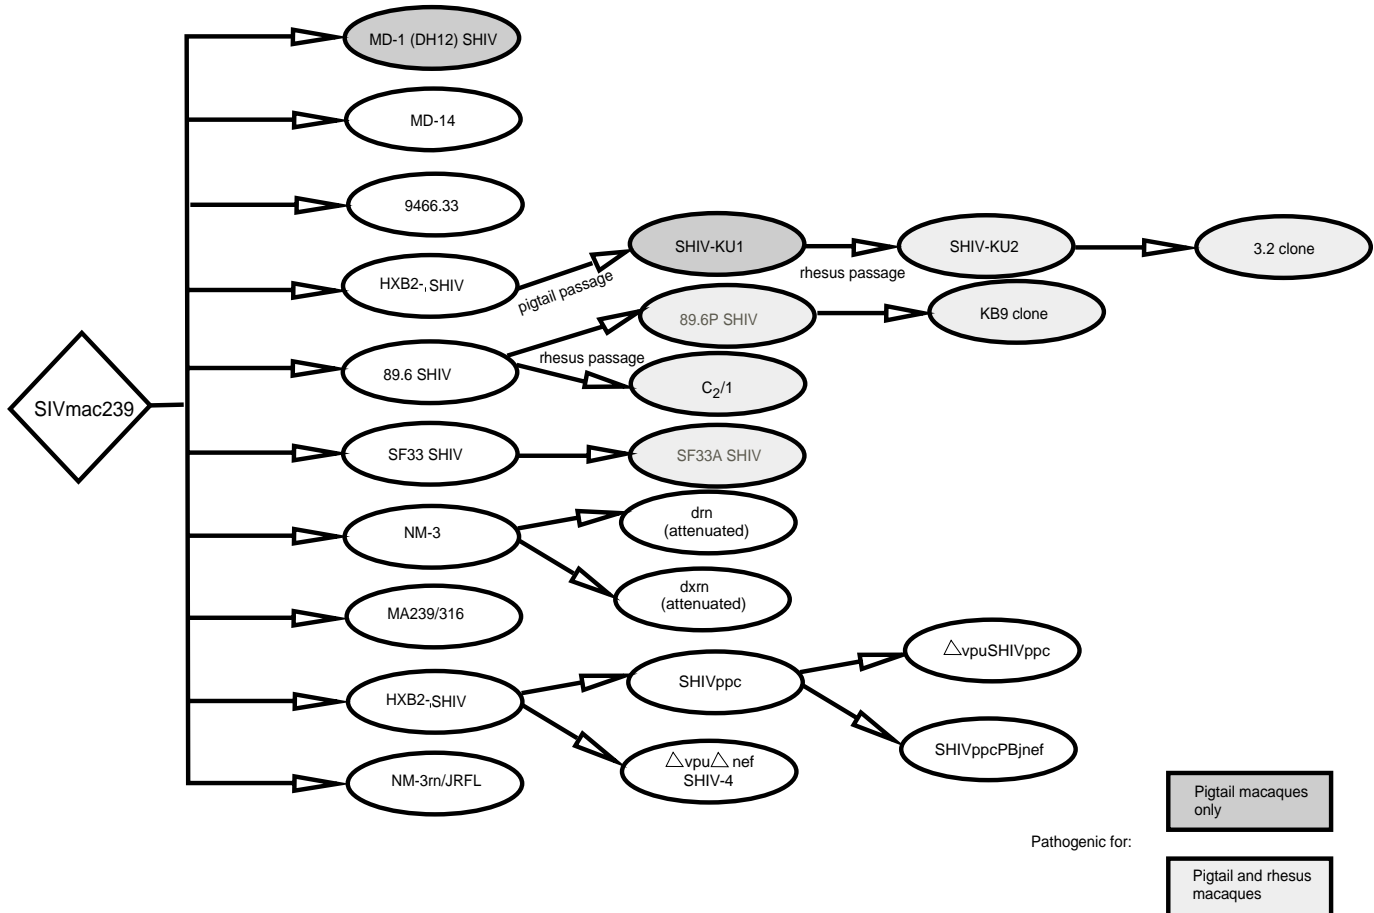 MD-1 (DH12) SHIV
MD-14
9466.33
SHIV-KU1
SHIV-KU2
3.2 clone
HXB2-, SHIV
pigtail passage
rhesus passage
89.6P SHIV
KB9 clone
89.6 SHIV
rhesus passage
C2/1
SIVmac239
SF33 SHIV
SF33A SHIV
NM-3
drn
(attenuated)
dxrn
(attenuated)
MA239/316
△vpuSHIVppc
HXB2-,SHIV
SHIVppc
SHIVppcPBjnef
△vpu△ nef
SHIV-4
NM-3rn/JRFL
Pathogenic for:
Pigtail macaques
only
Pigtail and rhesus
macaques